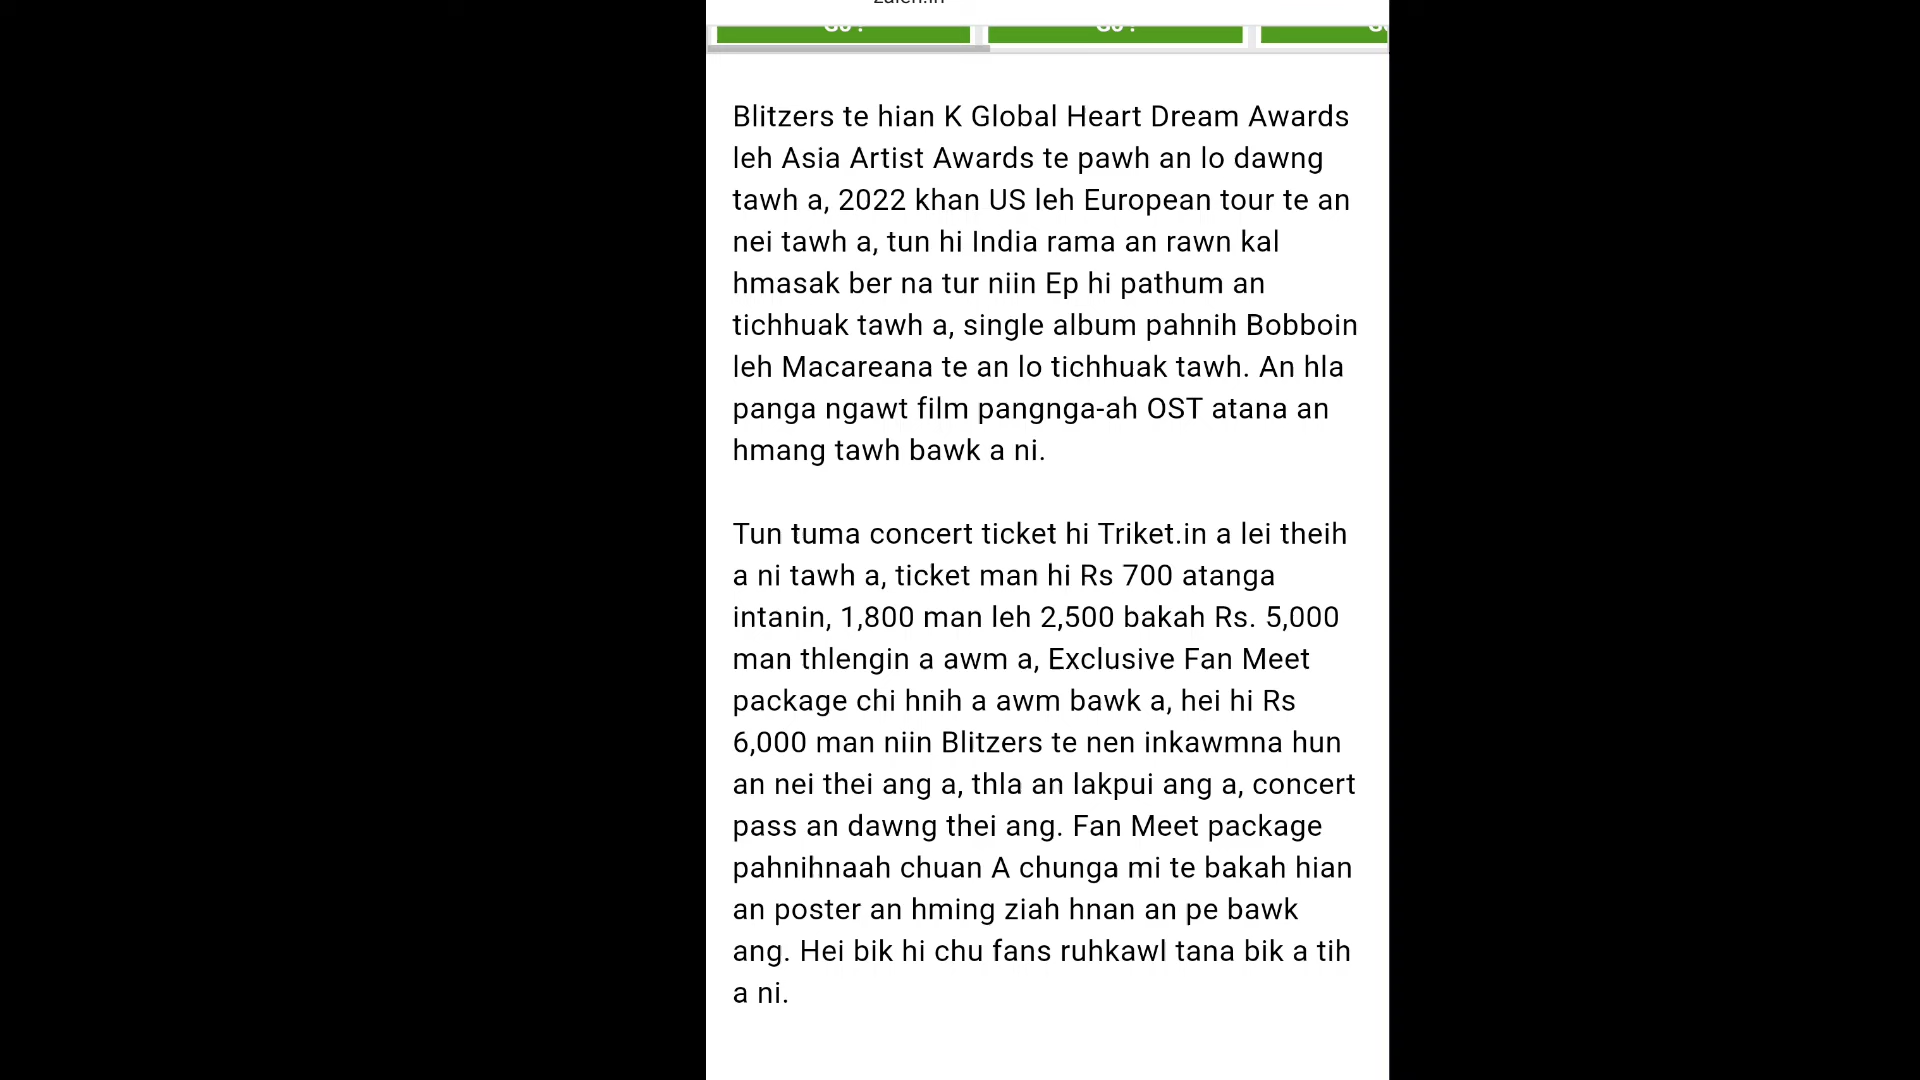 Blitzers te hian K Global Heart Dream Awards
leh Asia Artist Awards te pawh an lo dawng
tawh a, 2022 khan US leh European tour te an
nei tawh a, tun hi India rama an rawn kal
hmasak ber na tur niin Ep hi pathum an
tichhuak tawh a, single album pahnih Bobboin
leh Macareana te an lo tichhuak tawh. An hla
panga ngawt film pangnga-ah OST atana an
hmang tawh bawk a ni.
Tun tuma concert ticket hi Triket.in a lei theih
a ni tawh a, ticket man hi Rs 700 atanga
intanin, 1,800 man leh 2,500 bakah Rs. 5,000
man thlengin a awm a, Exclusive Fan Meet
package chi hnih a awm bawk a, hei hi Rs
6,000 man niin Blitzers te nen inkawmna hun
an nei thei ang a, thla an lakpui ang a, concert
pass an dawng thei ang. Fan Meet package
pahnihnaah chuan A chunga mi te bakah hian
an poster an hming ziah hnan an pe bawk
ang. Hei bik hi chu fans ruhkawl tana bik a tih
a ni.